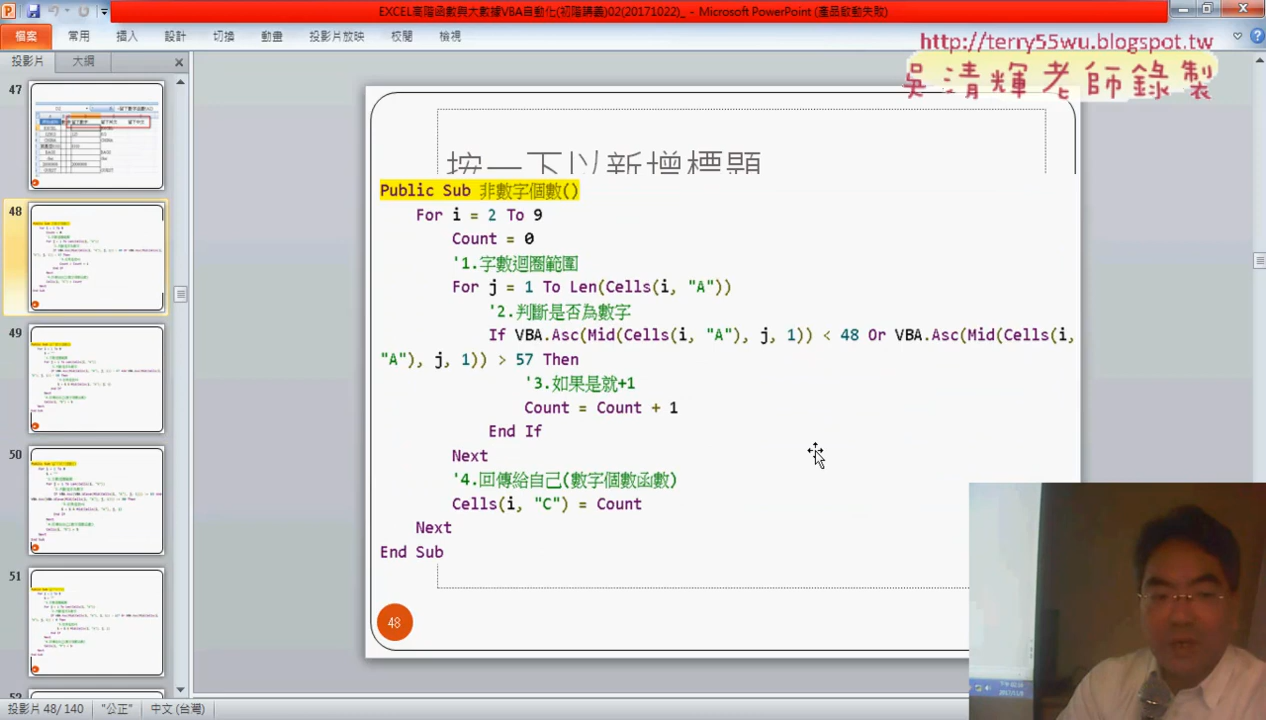 EXCEL高階函數與大數據VBA自動化(初階講義)02(20171022)_ - Microsoft PowerPoint (產品啟動失敗)
檔案 常用 插入 設計 切換 動畫 投影片放映 校閱 檢視
http://terry55wu.blogspot.tw
吳清輝老師錄製
投影片 大綱
47
48
49
50
51
按一下以新增標題
Public Sub 非數字個數()
For i = 2 To 9
Count = 0
'1.字數迴圈範圍
For j = 1 To Len(Cells(i, "A"))
'2.判斷是否為數字
If VBA.Asc(Mid(Cells(i, "A"), j, 1)) < 48 Or VBA.Asc(Mid(Cells(i,
"A"), j, 1)) > 57 Then
'3.如果是就+1
Count = Count + 1
End If
Next
'4.回傳給自己(數字個數函數)
Cells(i, "C") = Count
Next
End Sub
48
投影片 48/ 140 "公正" 中文 (台灣)